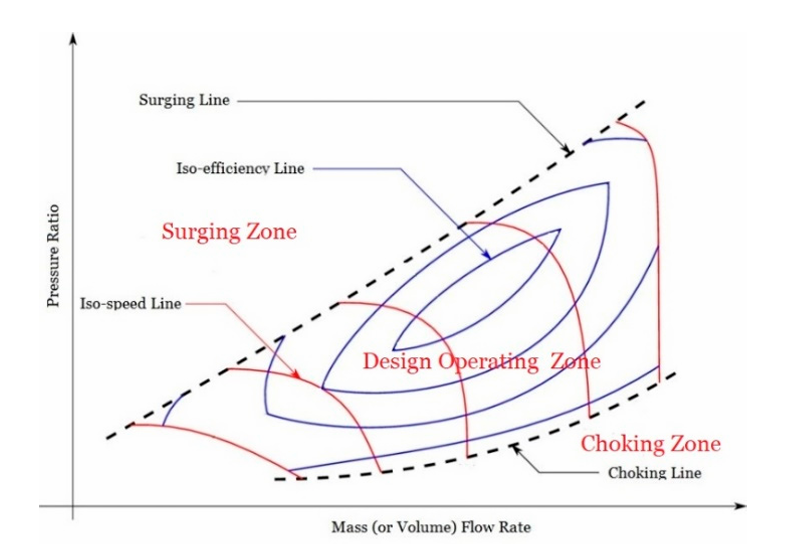 Surging Line
Iso-efficiency Line
Surging Zone
Pressure Ratio
Iso-speed Line
Design Operating Zone
Choking Zone
Choking Line
Mass (or Volume) Flow Rate